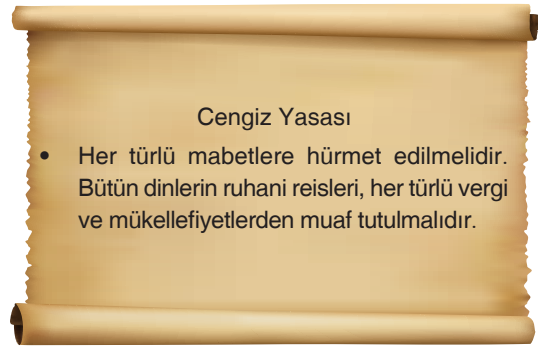 Cengiz Yasası
• Her türlü mabetlere hürmet edilmelidir.
Bütün dinlerin ruhani reisleri, her türlü vergi
ve mükellefiyetlerden muaf tutulmalıdır.